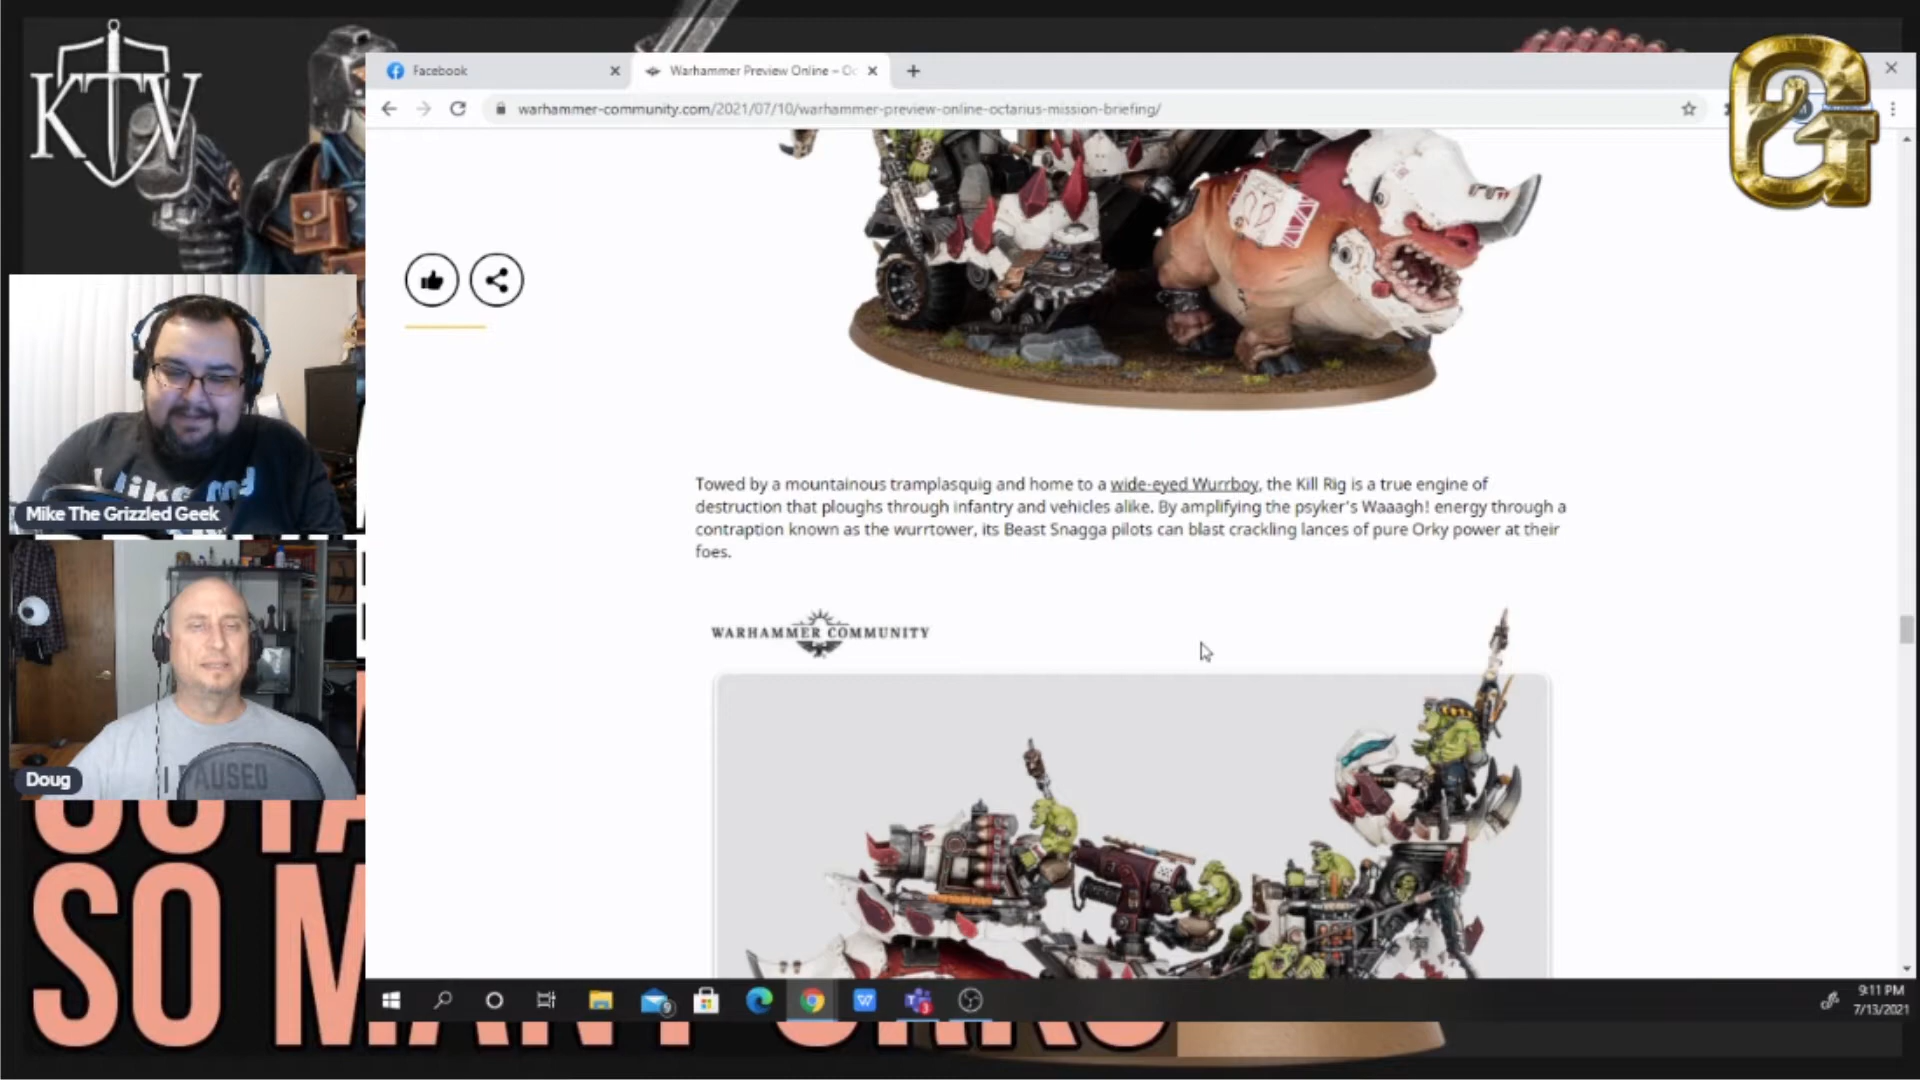 KTV
Facebook
Warhammer Preview Online – Oc
warhammer-community.com/2021/07/10/warhammer-preview-online-octarius-mission-briefing/
2G
Mike The Grizzled Geek
Towed by a mountainous tramplasquig and home to a wide-eyed Wurrboy, the Kill Rig is a true engine of
destruction that ploughs through infantry and vehicles alike. By amplifying the psyker's Waaagh! energy through a
contraption known as the wurrtower, its Beast Snagga pilots can blast crackling lances of pure Orky power at their
foes.
WARHAMMER COMMUNITY
I PAUSED
Doug
SO
9
3
9:11 PM
7/13/2021